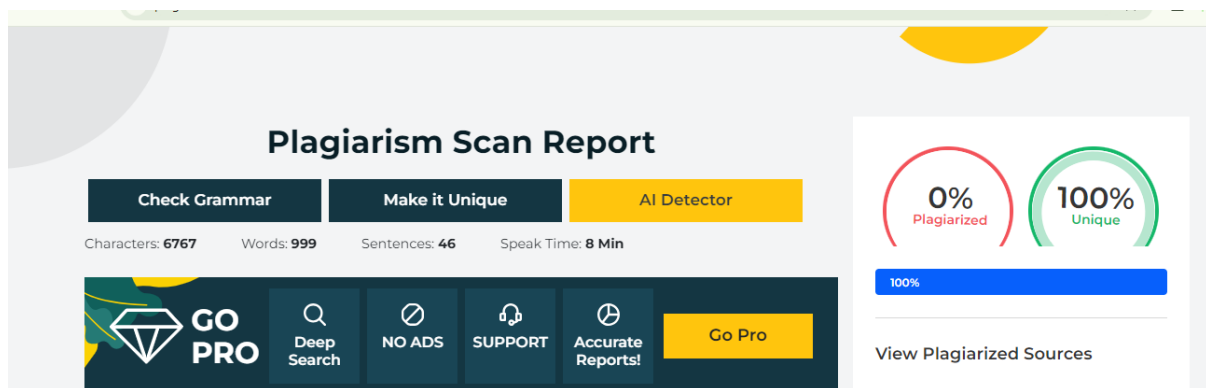 Plagiarism Scan Report
Check Grammar
Make it Unique
AI Detector
Characters: 6767
Words: 999
Sentences: 46
Speak Time: 8 Min
GO
PRO
Deep
Search
NO ADS
SUPPORT
Accurate
Reports!
Go Pro
0%
Plagiarized
100%
Unique
100%
View Plagiarized Sources